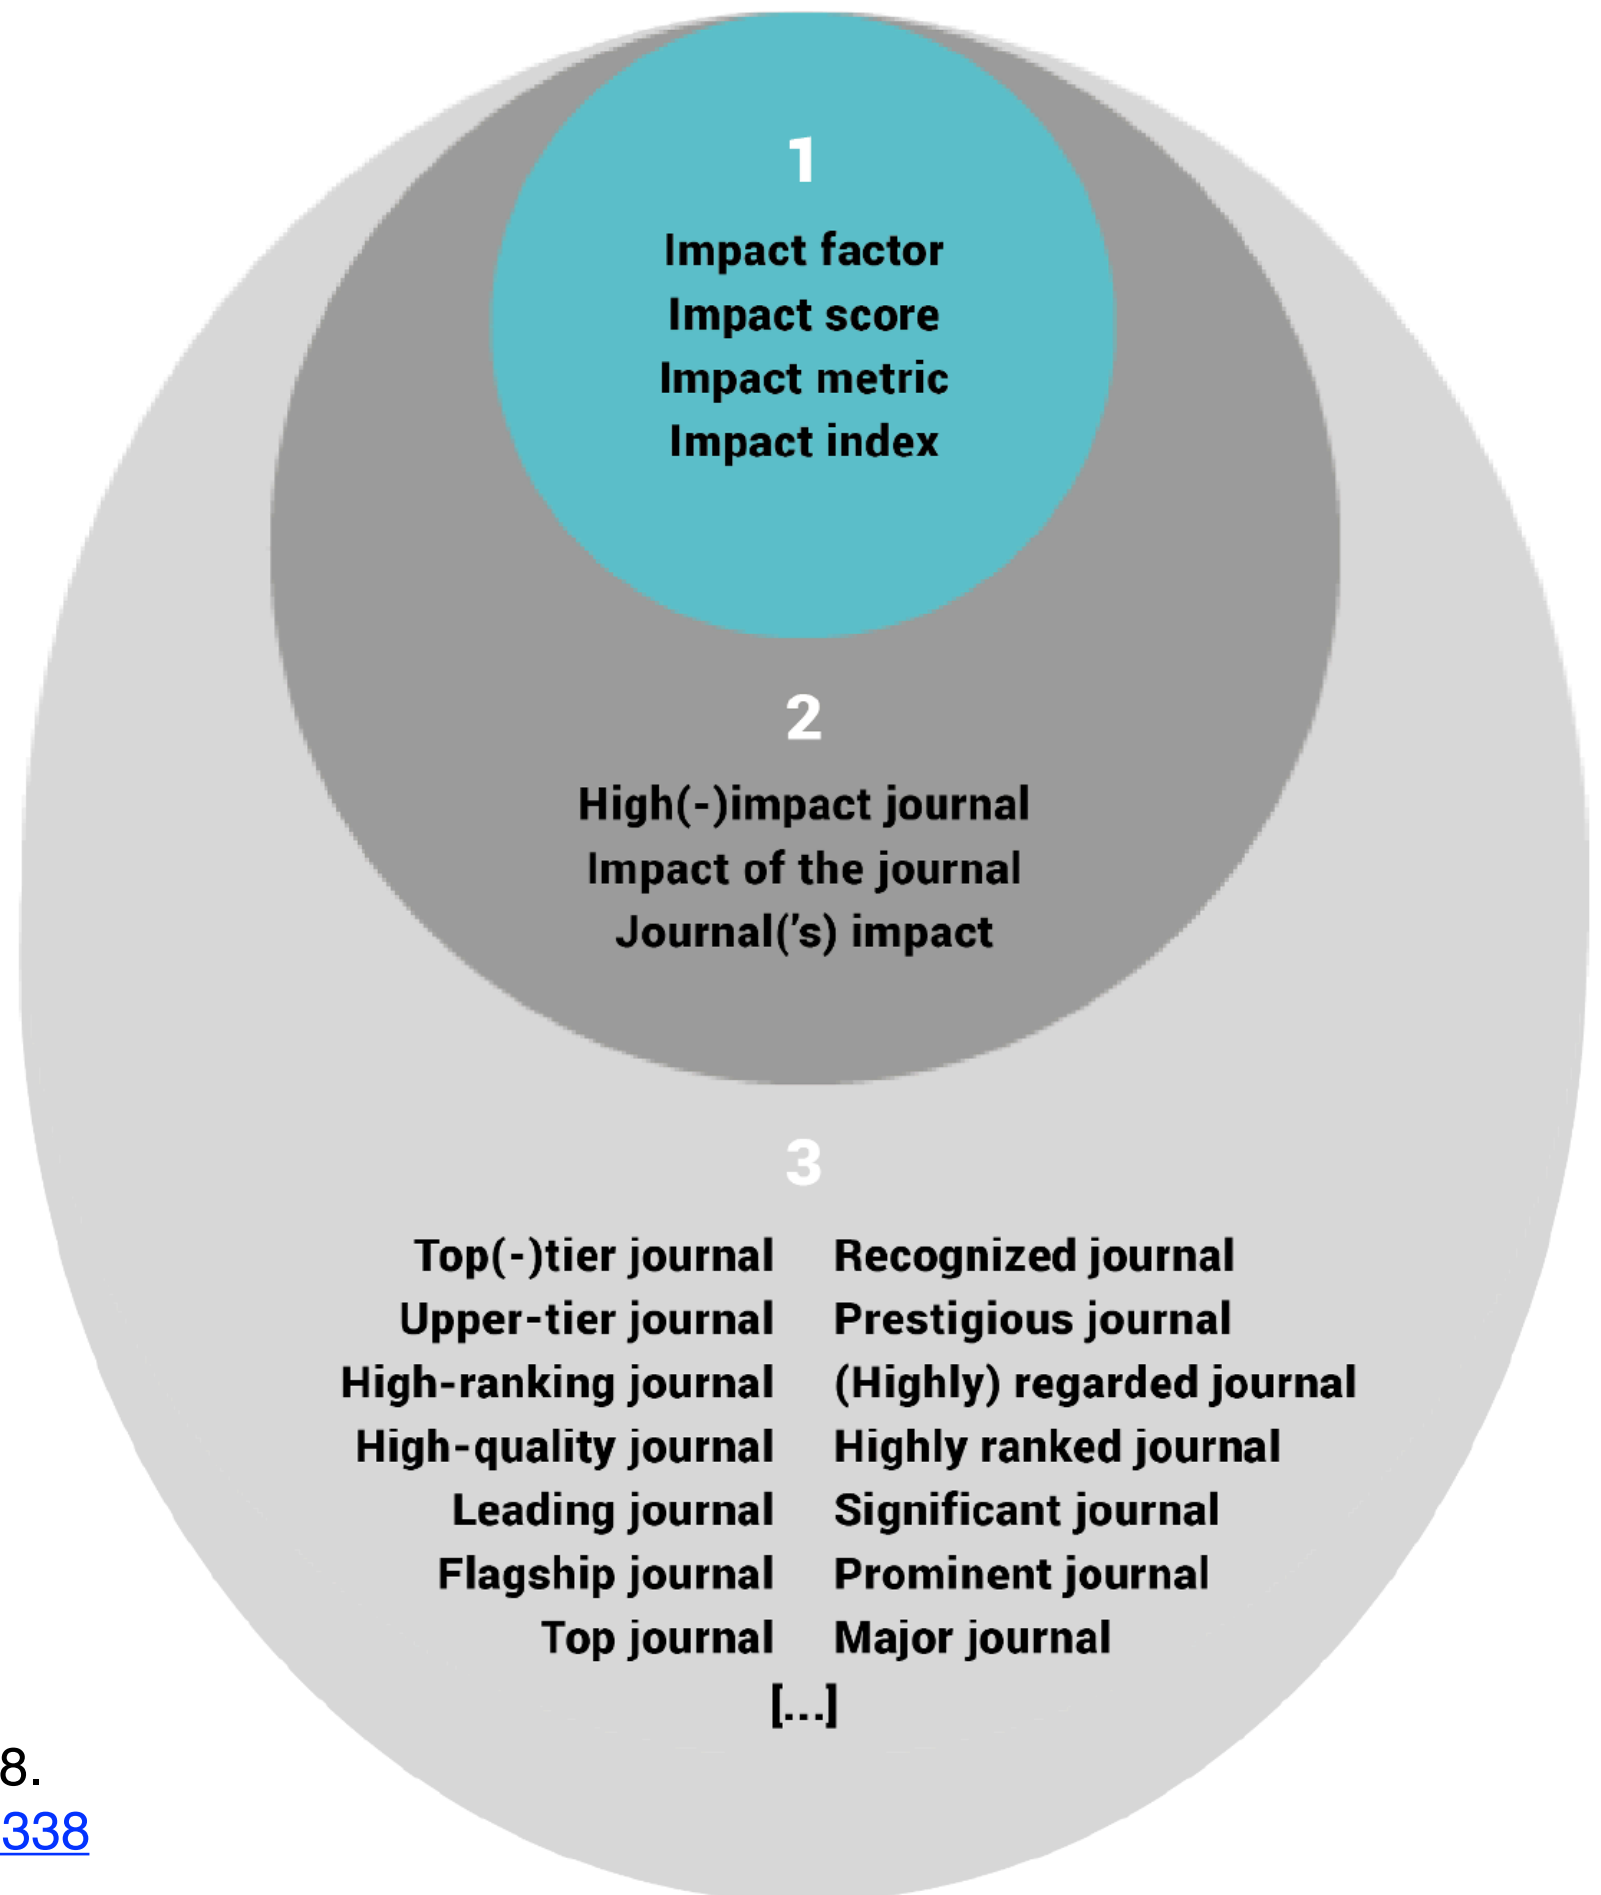 1
Impact factor
Impact score
Impact metric
Impact index
2
High(-)impact journal
Impact of the journal
Journal('s) impact
3
Top(-)tier journal
Upper-tier journal
High-ranking journal
High-quality journal
Leading journal
Flagship journal
Top journal
Recognized journal
Prestigious journal
(Highly) regarded journal
Highly ranked journal
Significant journal
Prominent journal
Major journal
[...]
8.
338